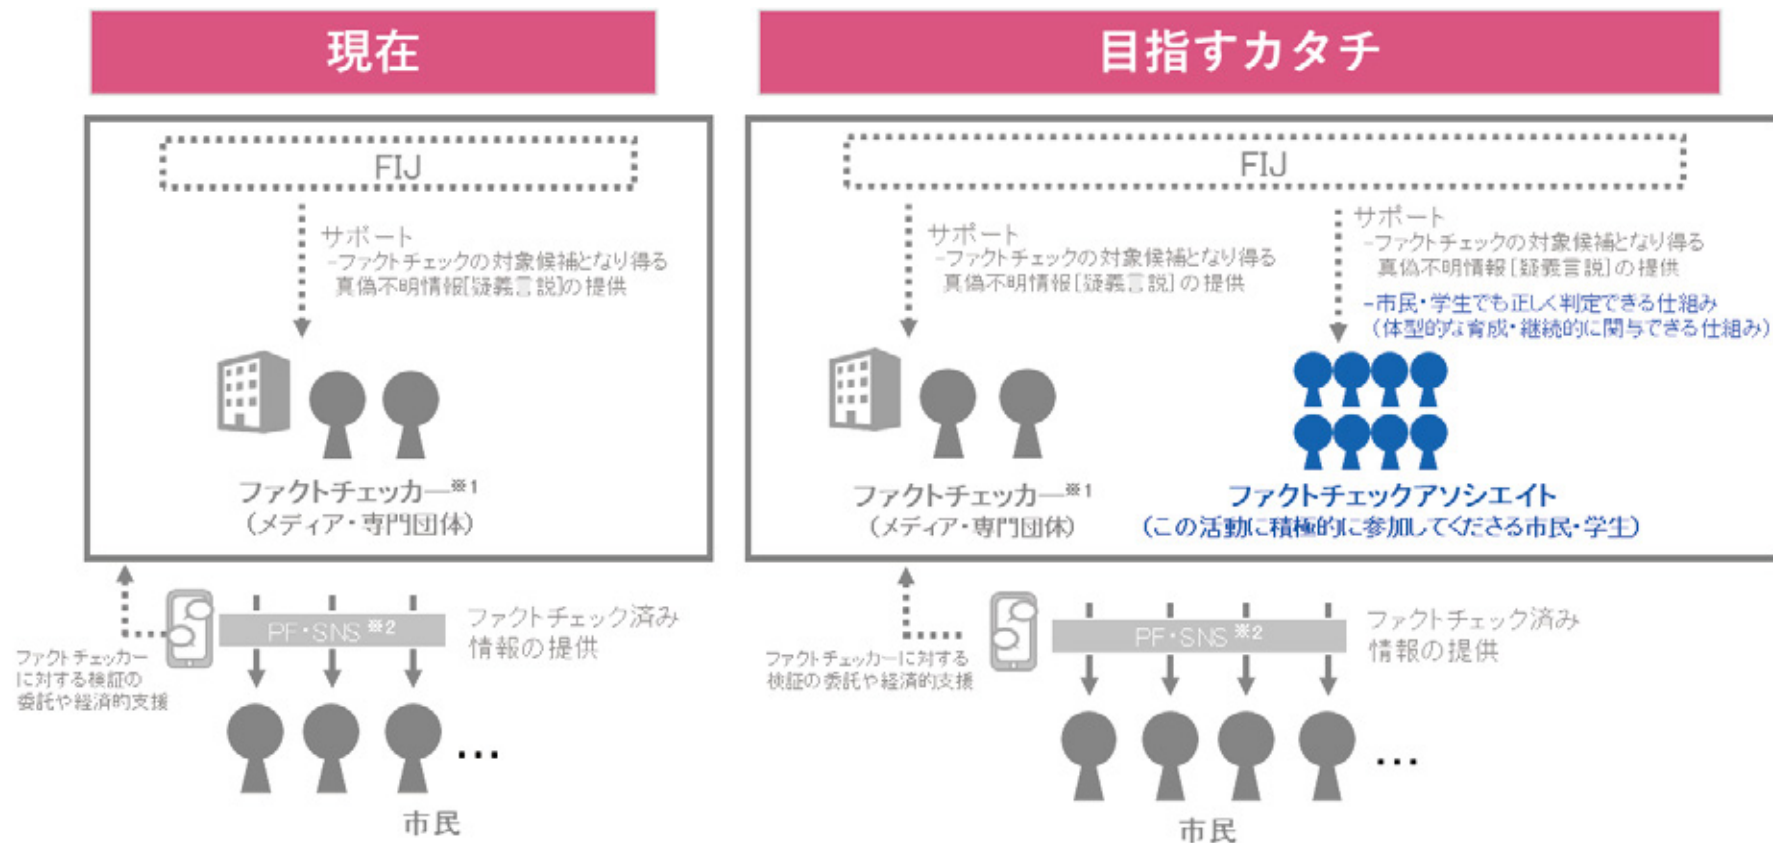 現在
FIJ
サポート
-ファクトチェックの対象候補となり得る
真偽不明情報[疑義言説]の提供
ファクトチェッカー※1
(メディア・専門団体)
PF・SNS※2
ファクトチェック済み
情報の提供
ファクトチェッカー
に対する検証の
委託や経済的支援
...
市民
目指すカタチ
FIJ
サポート
-ファクトチェックの対象候補となり得る
真偽不明情報[疑義言説]の提供
サポート
-ファクトチェックの対象候補となり得る
真偽不明情報[疑義言説]の提供
-市民・学生でも正しく判定できる仕組み
(体型的な育成・継続的に関与できる仕組み)
ファクトチェッカー※1
(メディア・専門団体)
ファクトチェックアソシエイト
(この活動に積極的に参加してくださる市民・学生)
PF・SNS※2
ファクトチェック済み
情報の提供
ファクトチェッカーに対する
検証の委託や経済的支援
...
市民